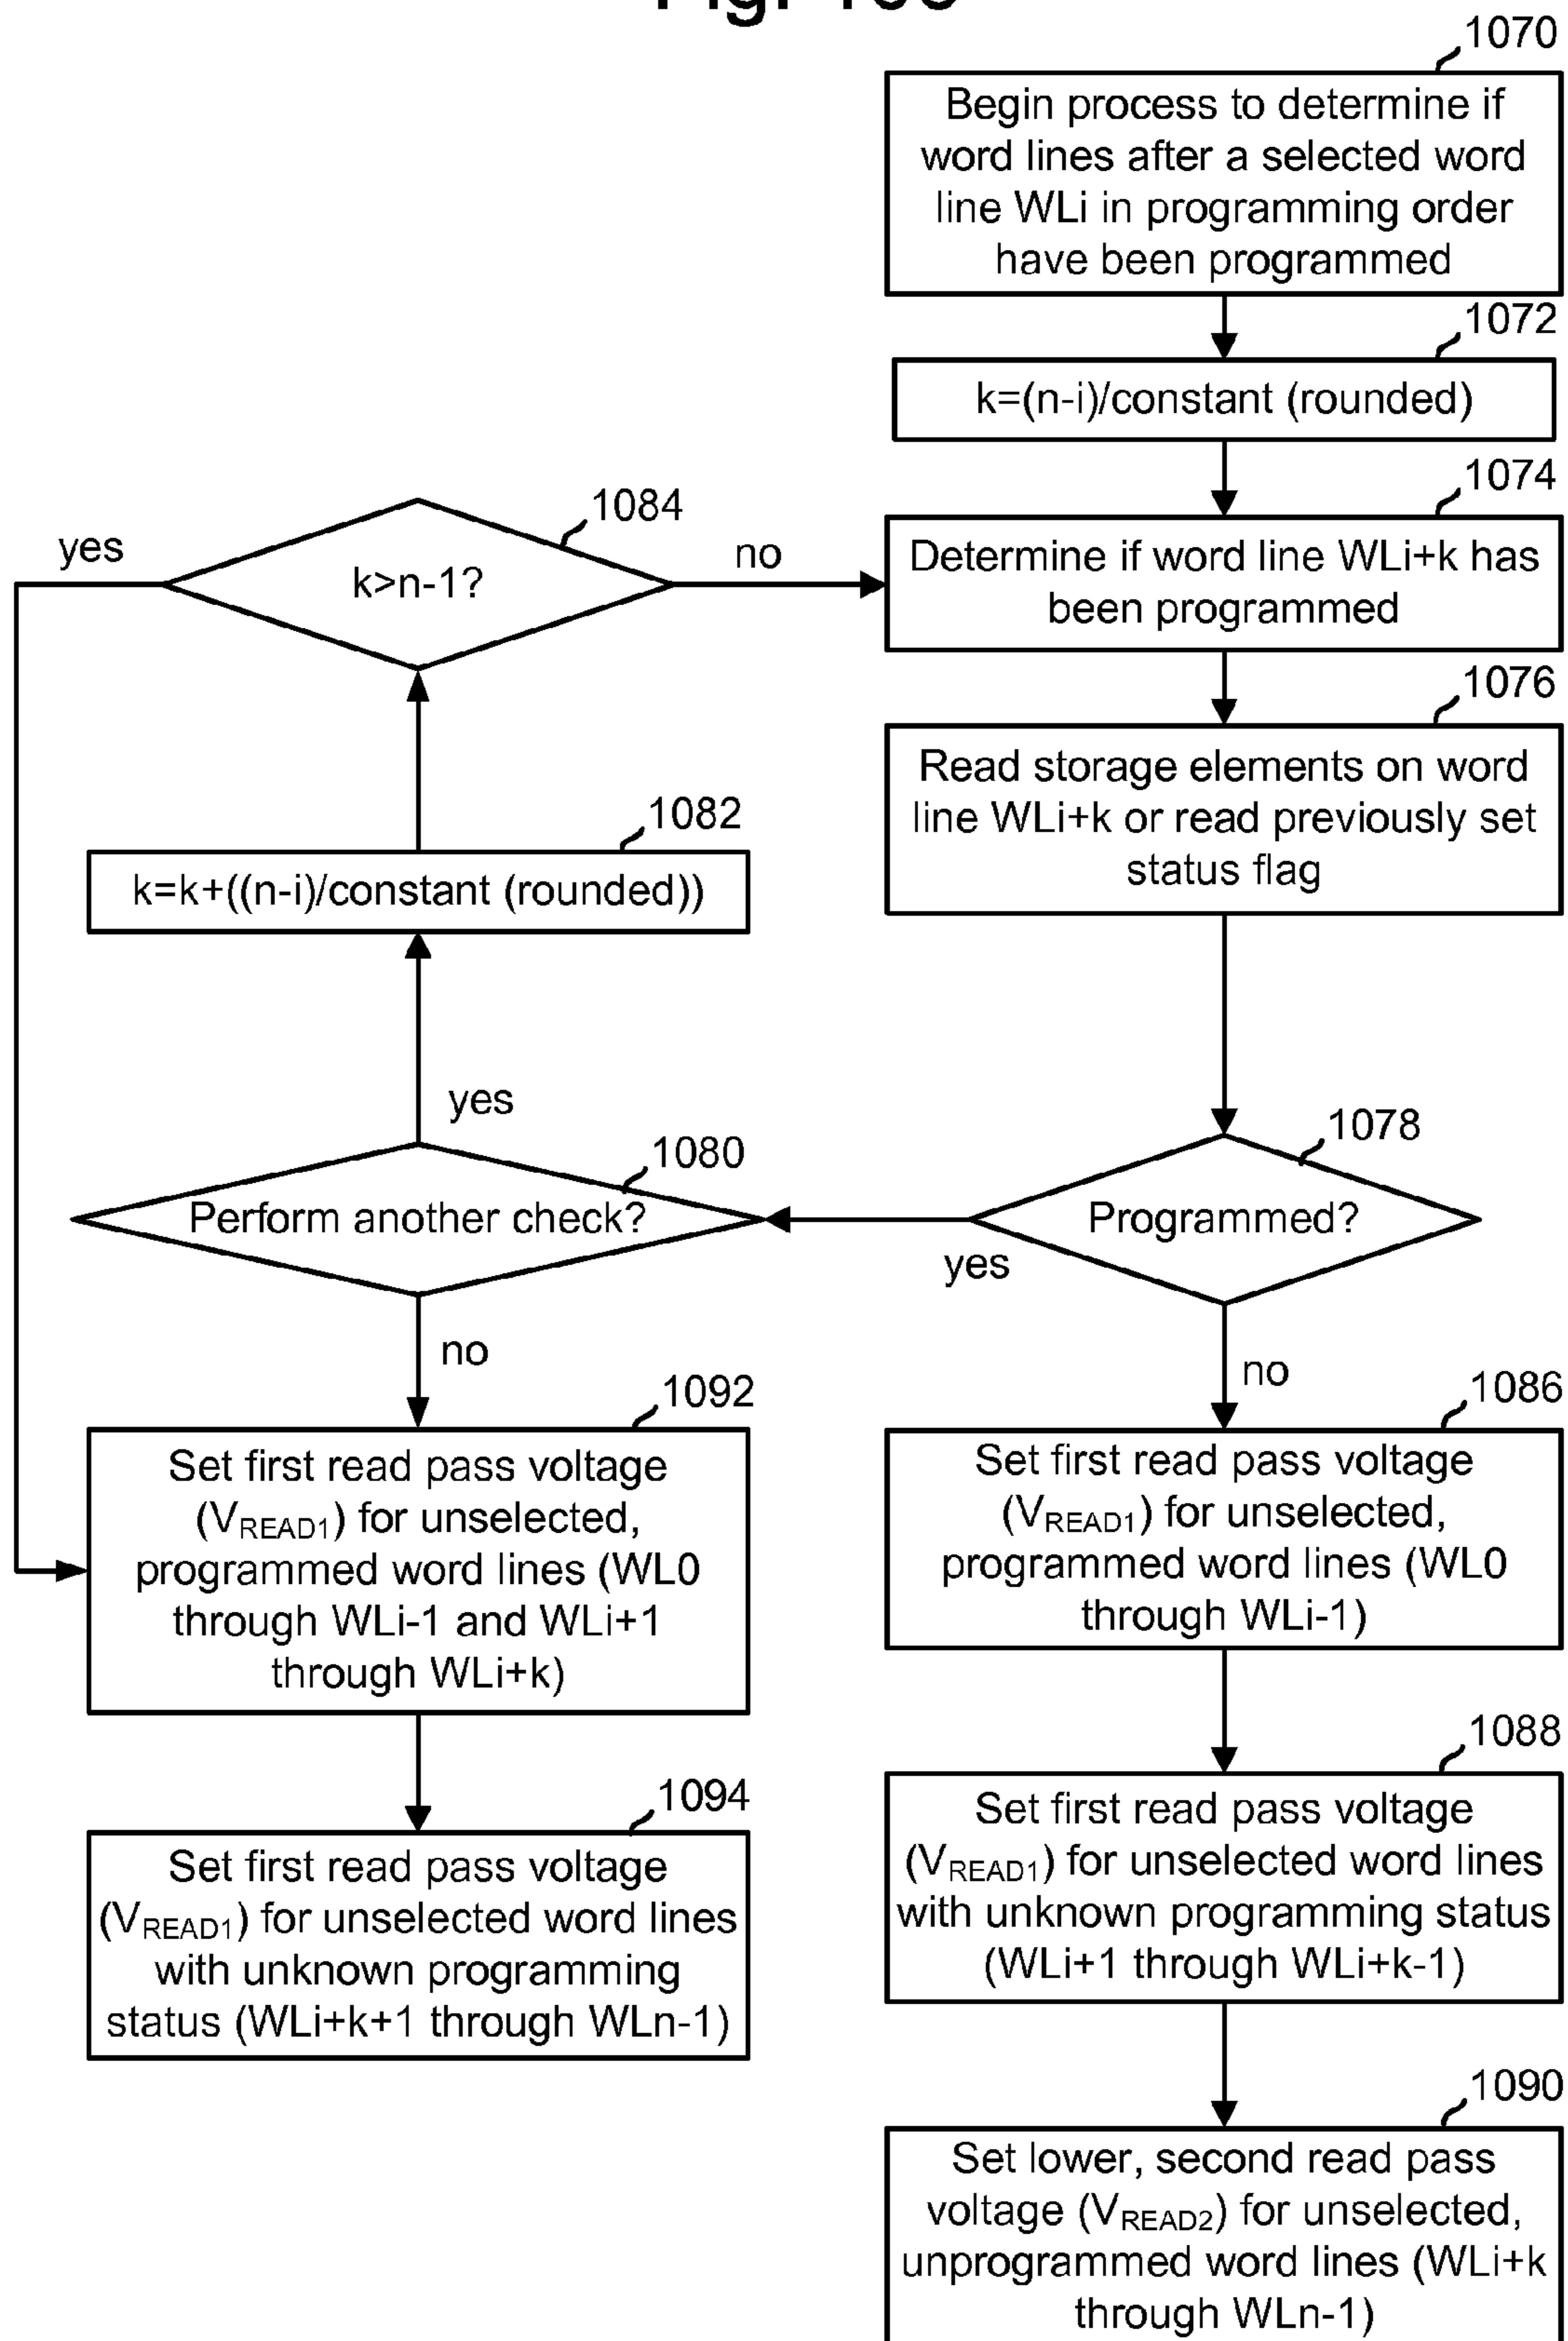 Fig.
1070
Begin process to determine if
word lines after a selected word
line WLi in programming order
have been programmed
1072
k=(n-i)/constant (rounded)
1074
Determine if word line WLi+k has
been programmed
1084
k>n-1?
yes
no
1076
Read storage elements on word
line WLi+k or read previously set
status flag
1082
k=k+((n-i)/constant (rounded))
yes
1078
Programmed?
yes
no
1080
Perform another check?
no
1092
Set first read pass voltage
(VREAD1) for unselected,
programmed word lines (WL0
through WLi-1 and WLi+1
through WLi+k)
1086
Set first read pass voltage
(VREAD1) for unselected,
programmed word lines (WL0
through WLi-1)
1094
Set first read pass voltage
(VREAD1) for unselected word lines
with unknown programming
status (WLi+k+1 through WLn-1)
1088
Set first read pass voltage
(VREAD1) for unselected word lines
with unknown programming status
(WLi+1 through WLi+k-1)
1090
Set lower, second read pass
voltage (VREAD2) for unselected,
unprogrammed word lines (WLi+k
through WLn-1)